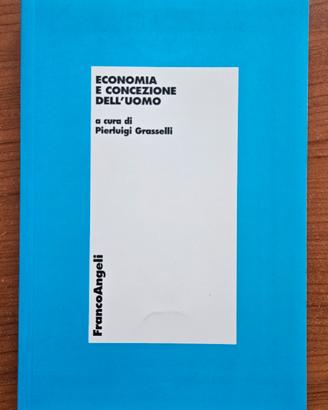 ECONOMIA
E CONCEZIONE
DELL'UOMO
a cura di
Pierluigi Grasselli
FrancoAngeli